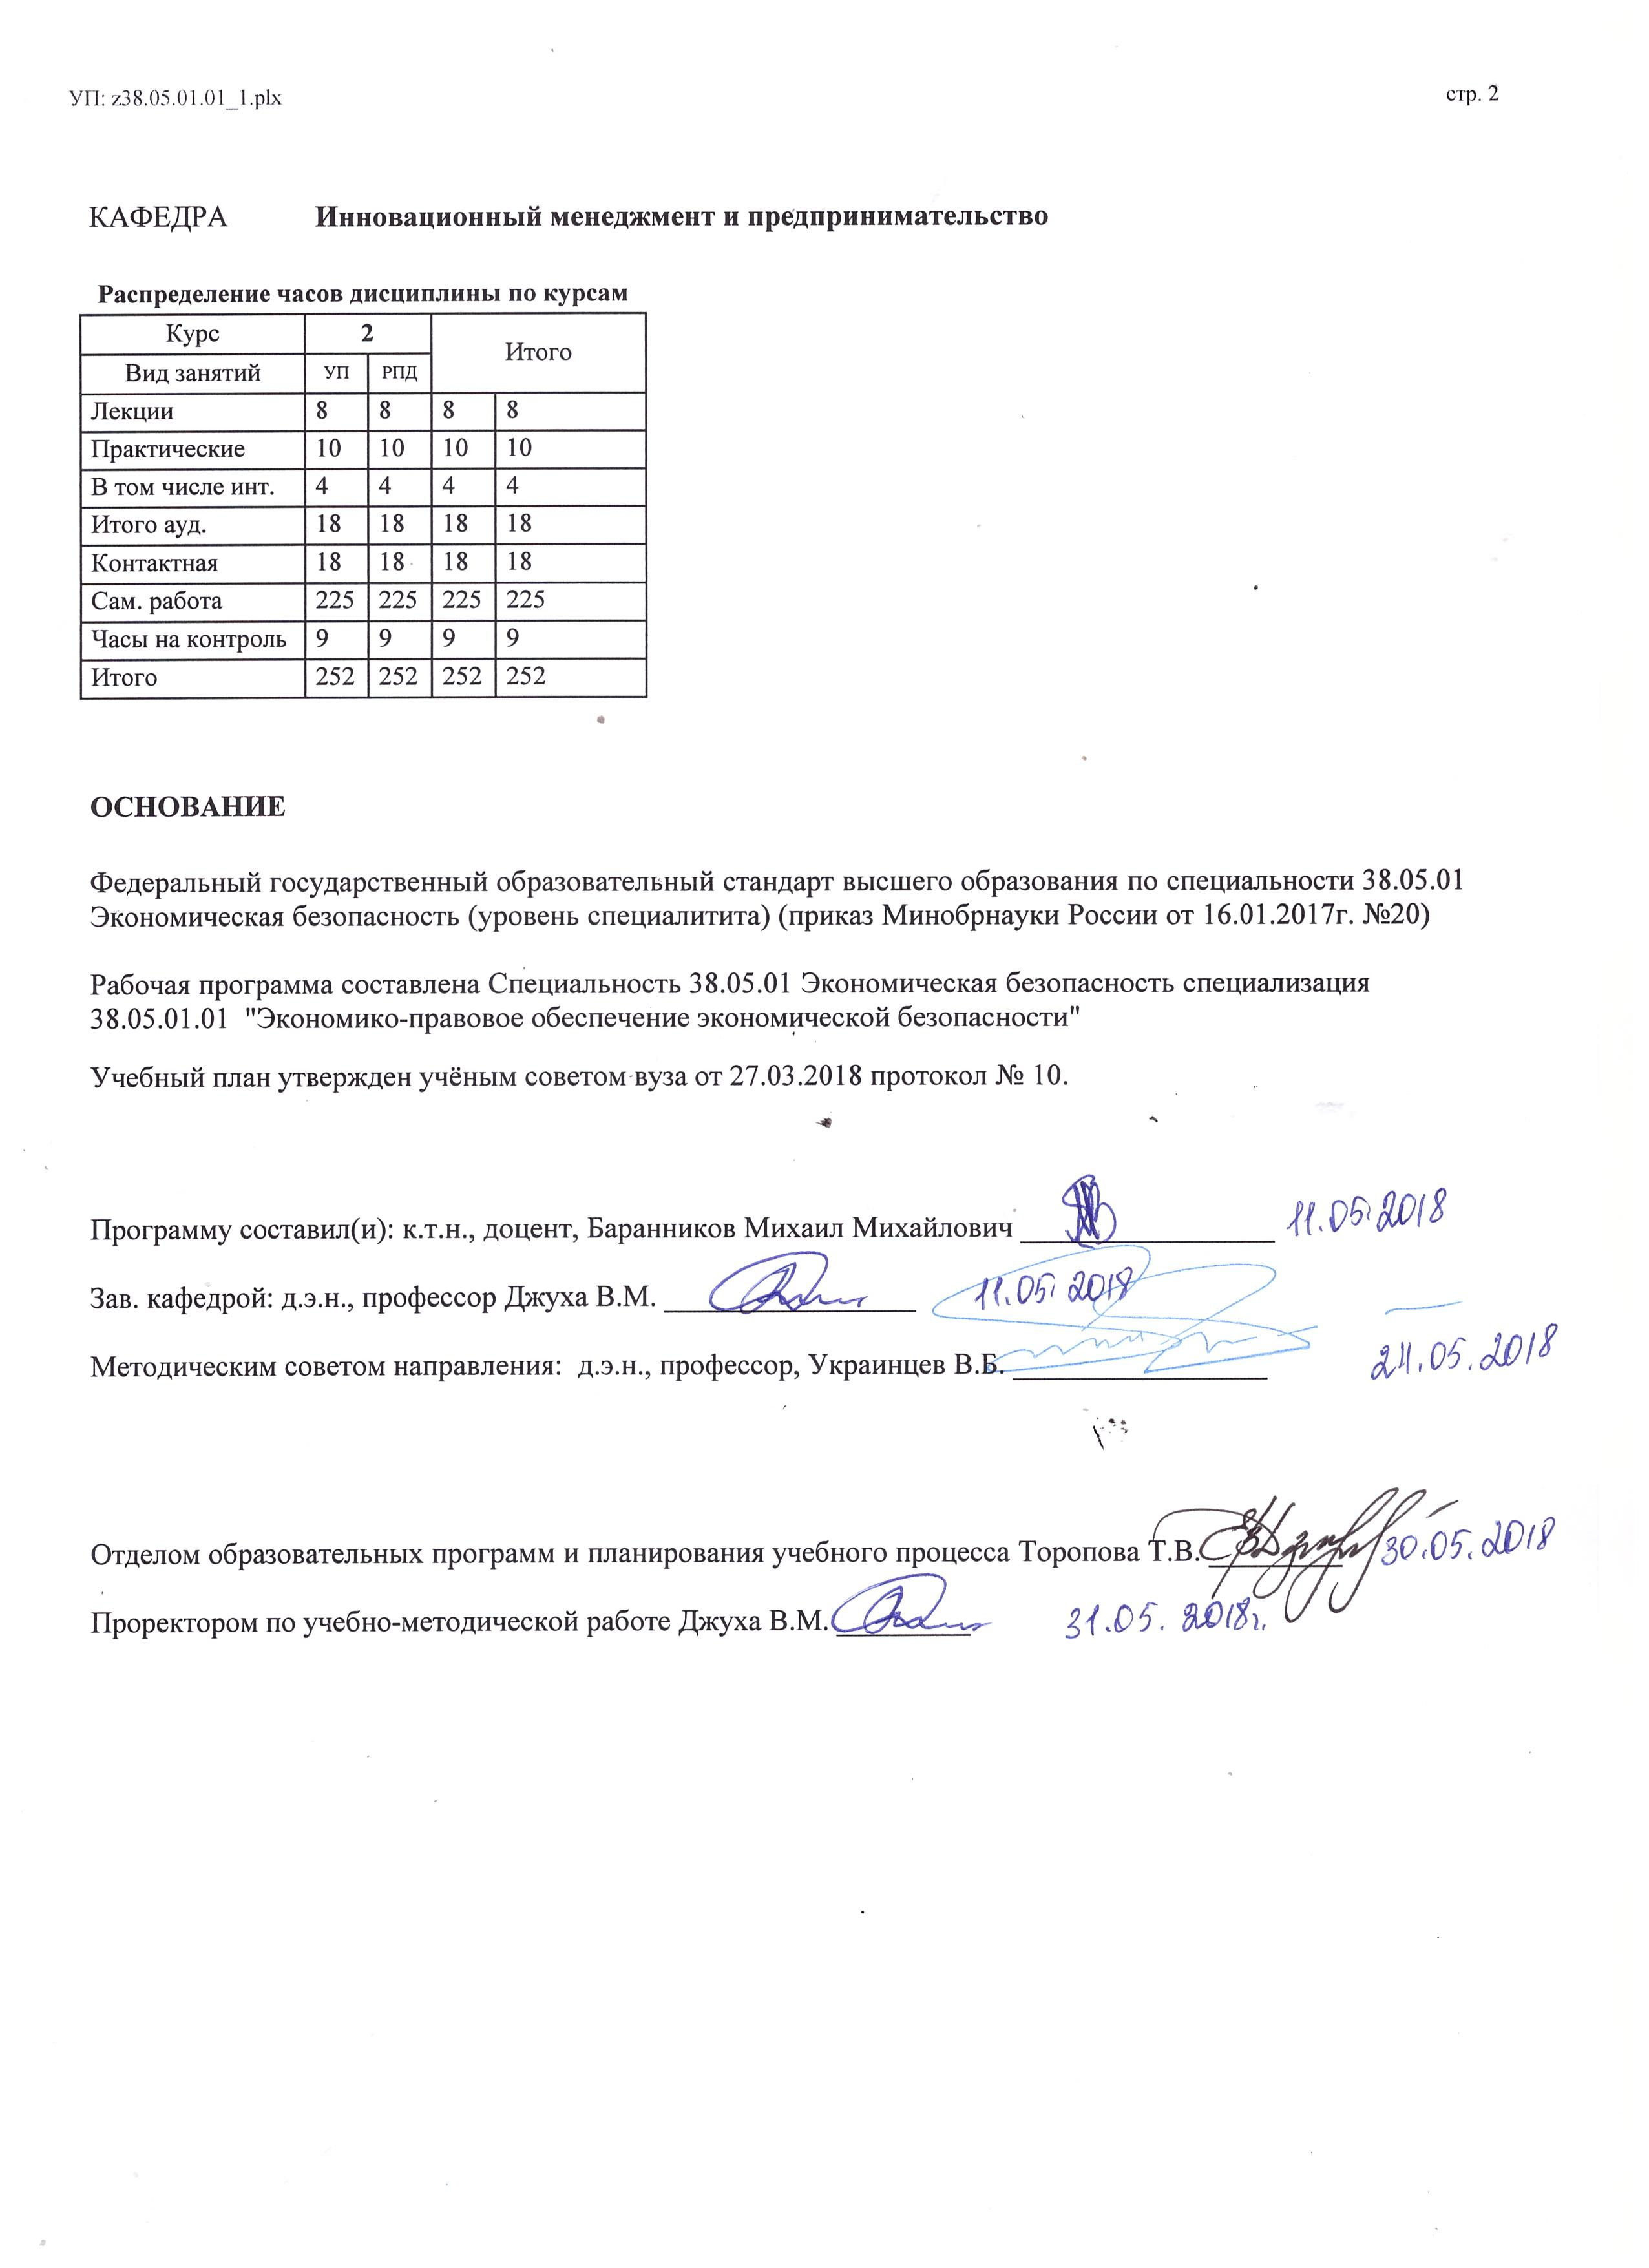 УП: z38.05.01.01_1.plx
стр. 2
КАФЕДРА Инновационный менеджмент и предпринимательство
Распределение часов дисциплины по курсам
Курс 2 Итого
Вид занятий УП РПД
Лекции 8 8 8 8
Практические 10 10 10 10
В том числе инт. 4 4 4 4
Итого ауд. 18 18 18 18
Контактная 18 18 18 18
Сам. работа 225 225 225 225
Часы на контроль 9 9 9 9
Итого 252 252 252 252
ОСНОВАНИЕ
Федеральный государственный образовательный стандарт высшего образования по специальности 38.05.01
Экономическая безопасность (уровень специалитита) (приказ Минобрнауки России от 16.01.2017г. №20)
Рабочая программа составлена Специальность 38.05.01 Экономическая безопасность специализация
38.05.01.01 "Экономико-правовое обеспечение экономической безопасности"
Учебный план утвержден учёным советом вуза от 27.03.2018 протокол № 10.
Программу составил(и): к.т.н., доцент, Баранников Михаил Михайлович 11.05.2018
Зав. кафедрой: д.э.н., профессор Джуха В.М. 11.05.2018
Методическим советом направления: д.э.н., профессор, Украинцев В.Б. 24.05.2018
Отделом образовательных программ и планирования учебного процесса Торопова Т.В. 30.05.2018
Проректором по учебно-методической работе Джуха В.М. 31.05.2018г.